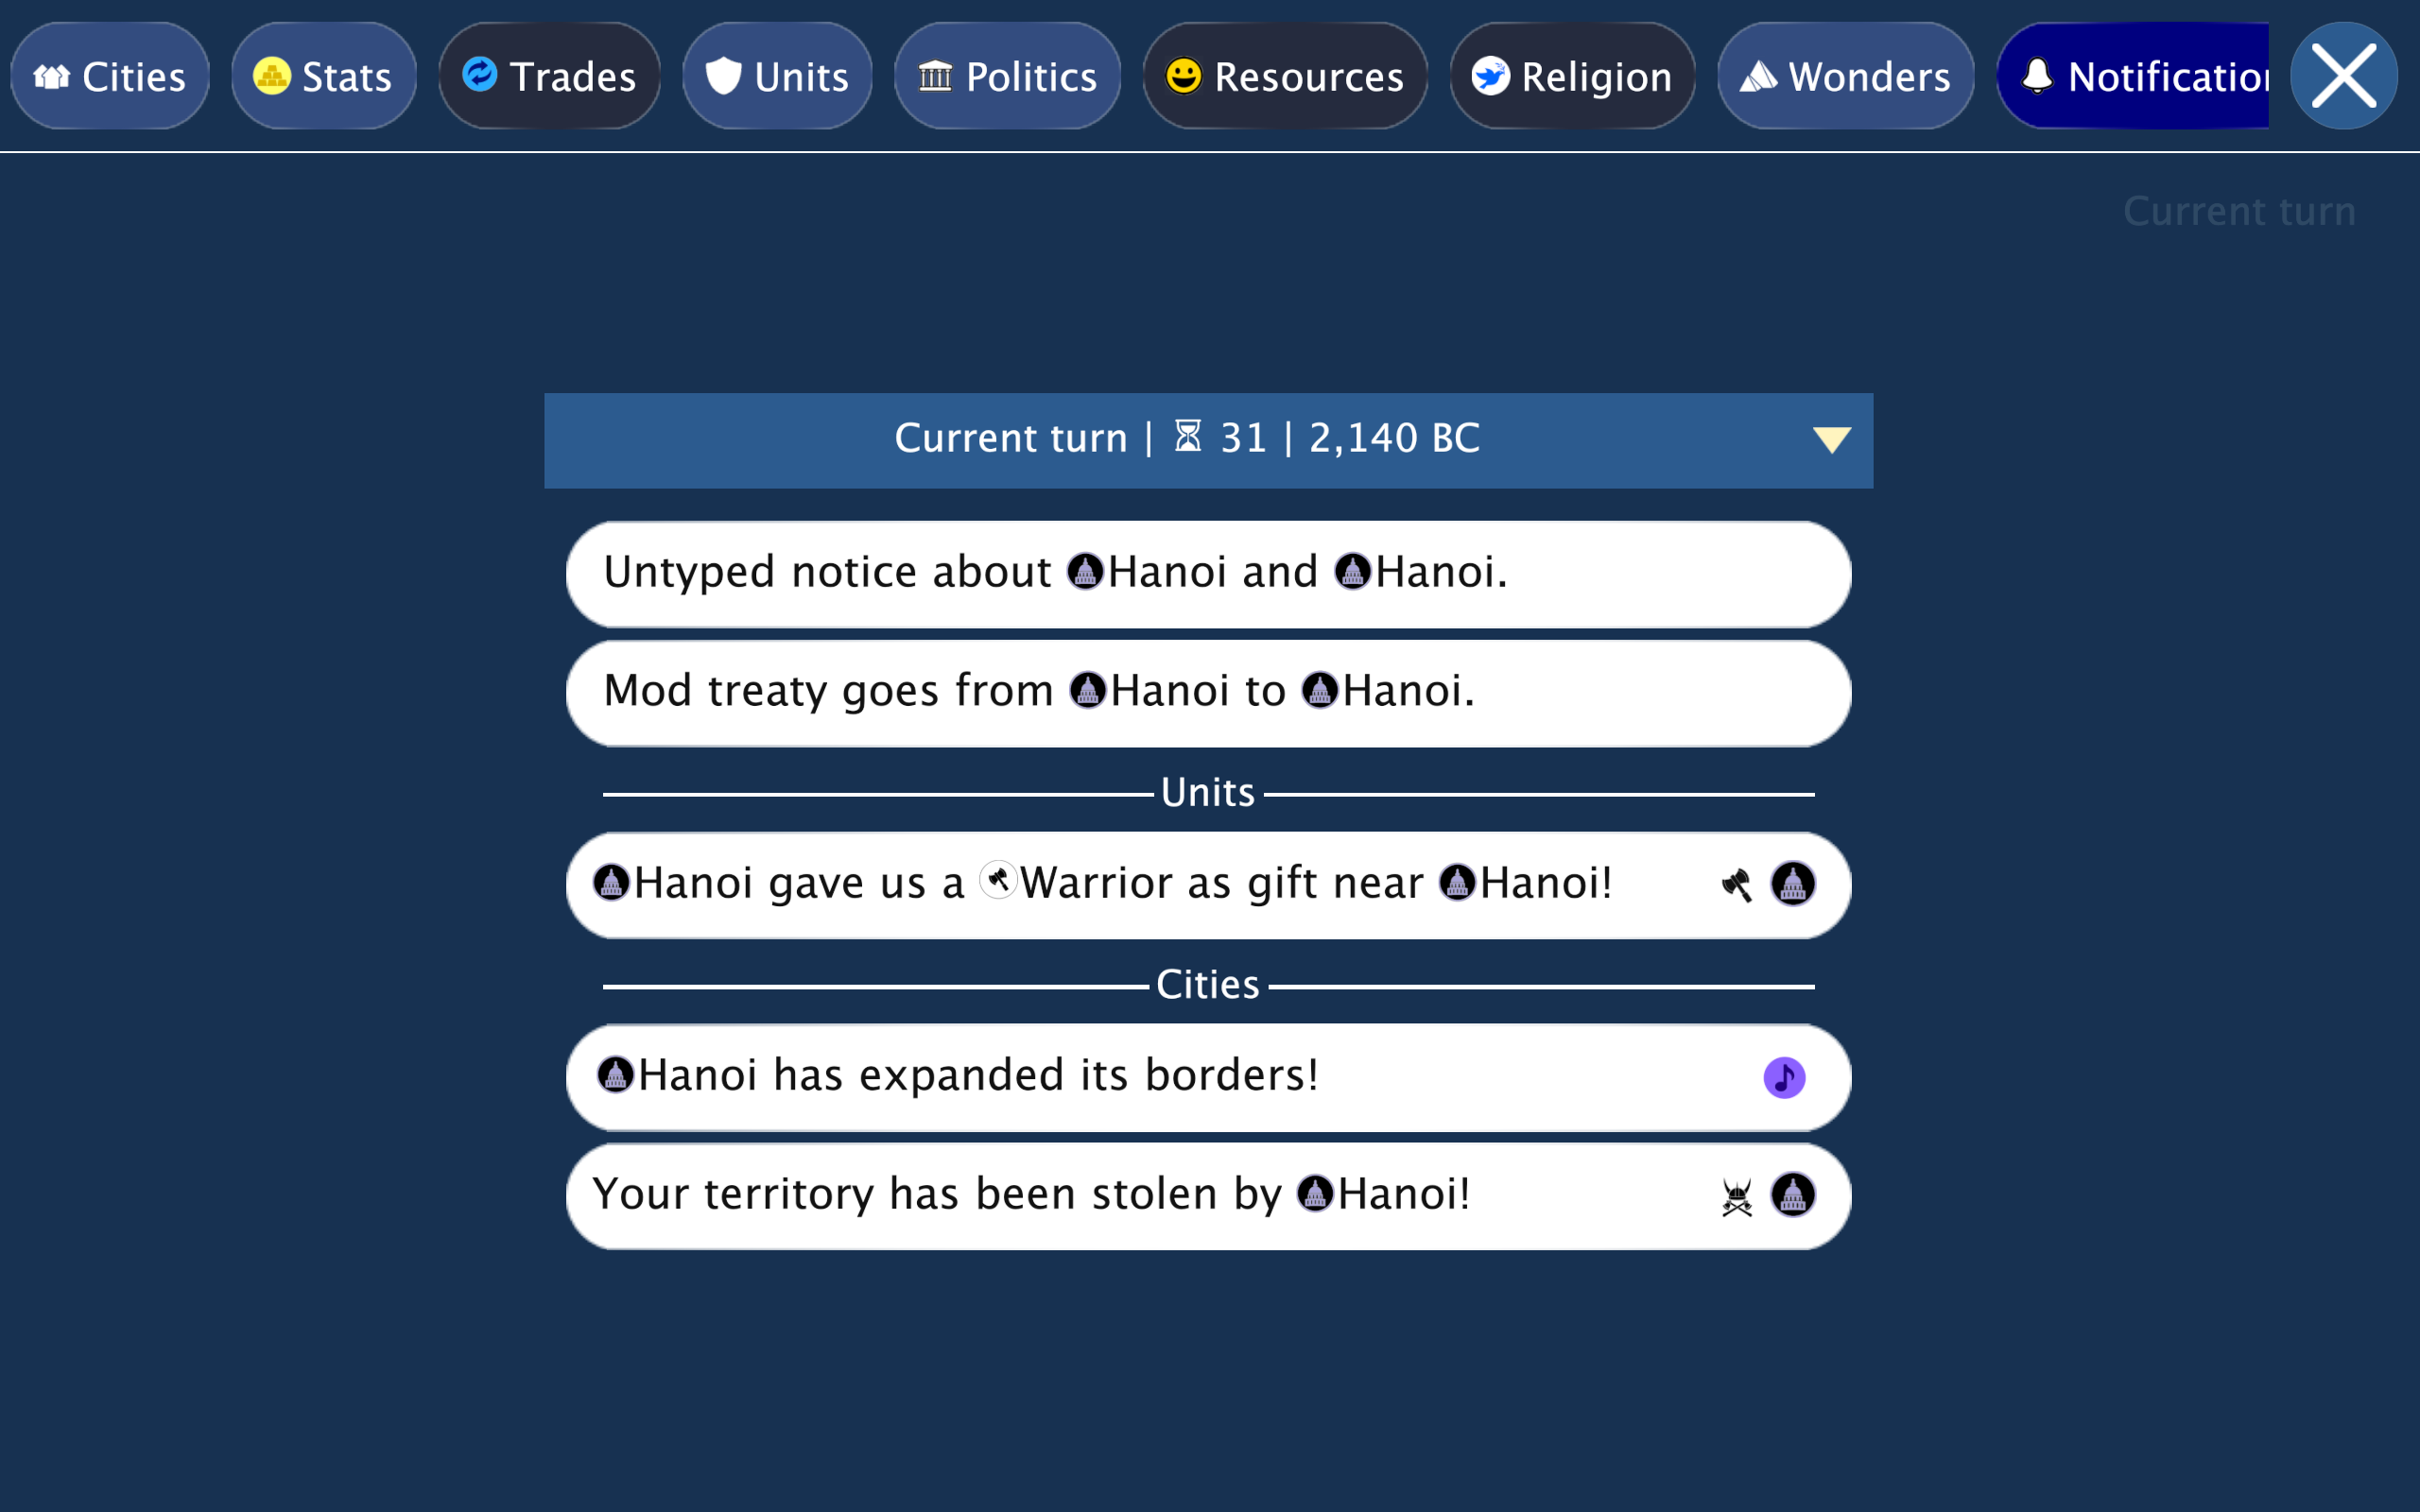 Cities Stats Trades Units Politics Resources Religion Wonders Notification
Current turn
Current turn | 31 | 2,140 BC
Untyped notice about Hanoi and Hanoi.
Mod treaty goes from Hanoi to Hanoi.
Units
Hanoi gave us a Warrior as gift near Hanoi!
Cities
Hanoi has expanded its borders!
Your territory has been stolen by Hanoi!